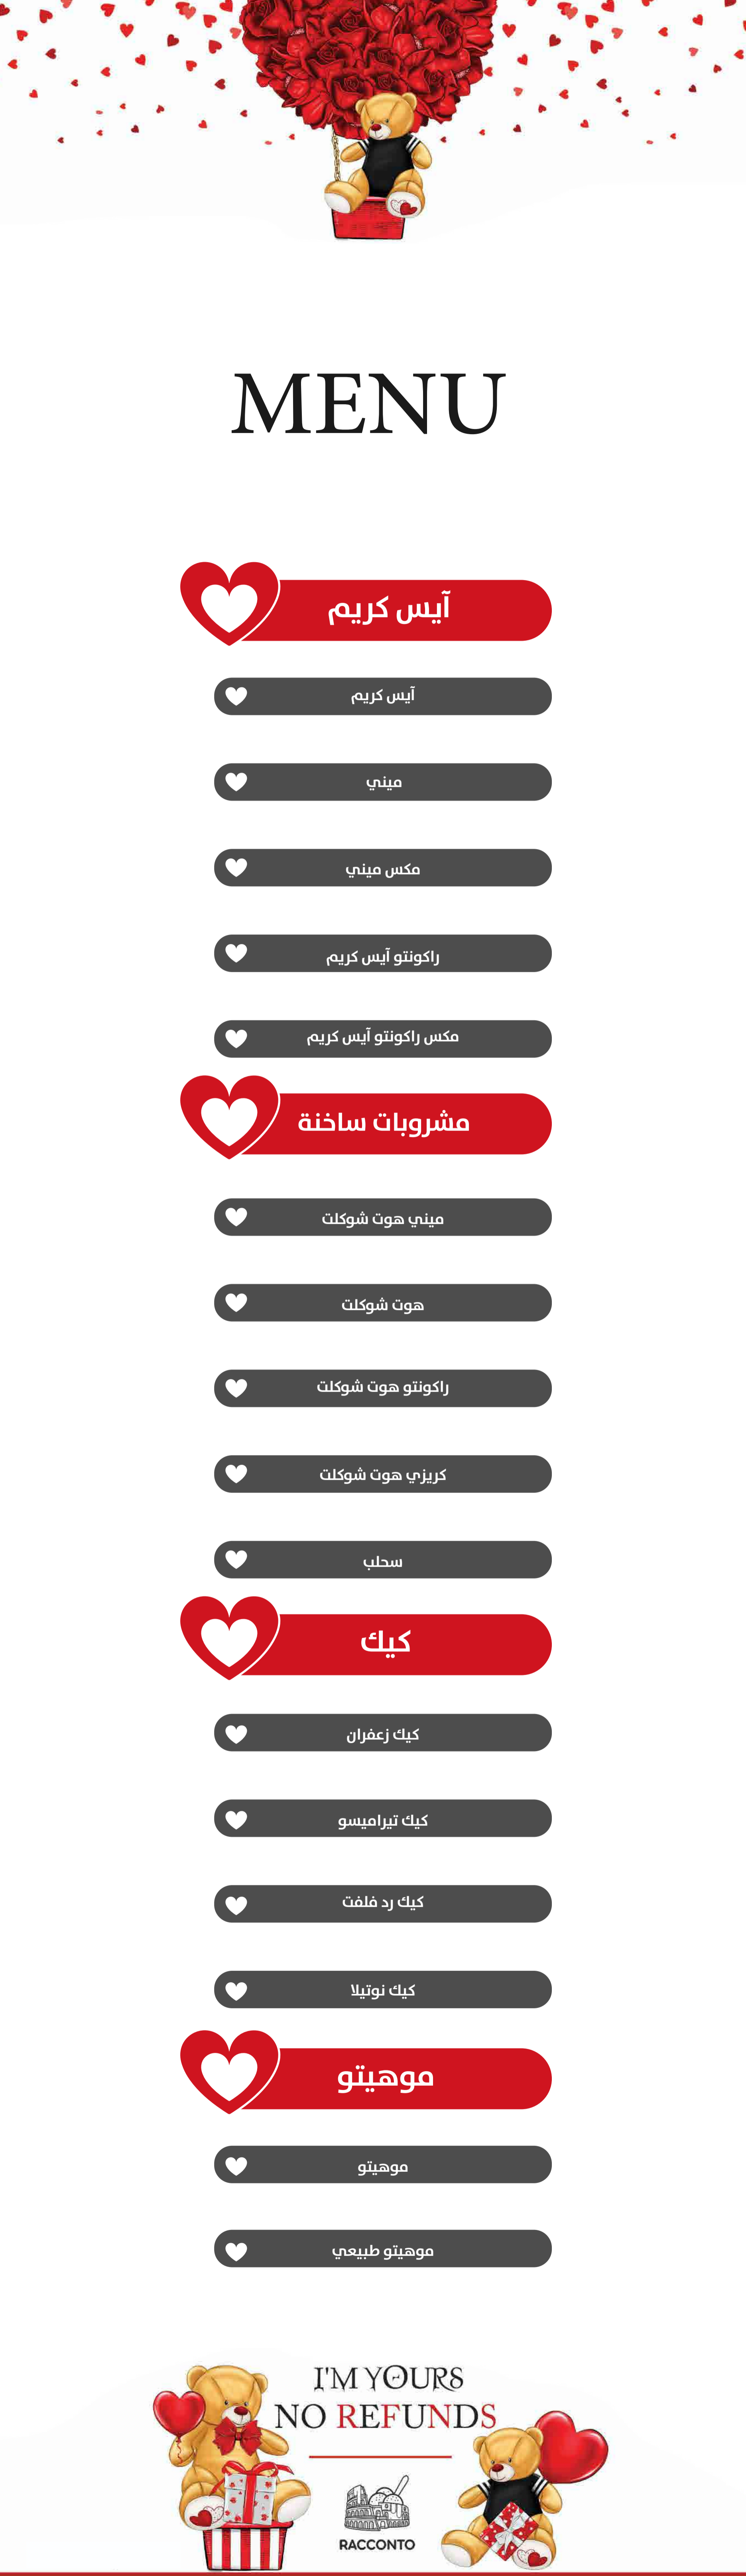 MENU
آيس كريم
آيس كريم
ميني
مكس ميني
راكونتو آيس كريم
مكس راكونتو آيس كريم
مشروبات ساخنة
ميني هوت شوكلت
هوت شوكلت
راكونتو هوت شوكلت
كريزي هوت شوكلت
سحلب
كيك
كيك زعفران
كيك تيراميسو
كيك رد فلفت
كيك نوتيلا
موهيتو
موهيتو
موهيتو طبيعي
I'M YOURS
NO REFUNDS
RACCONTO